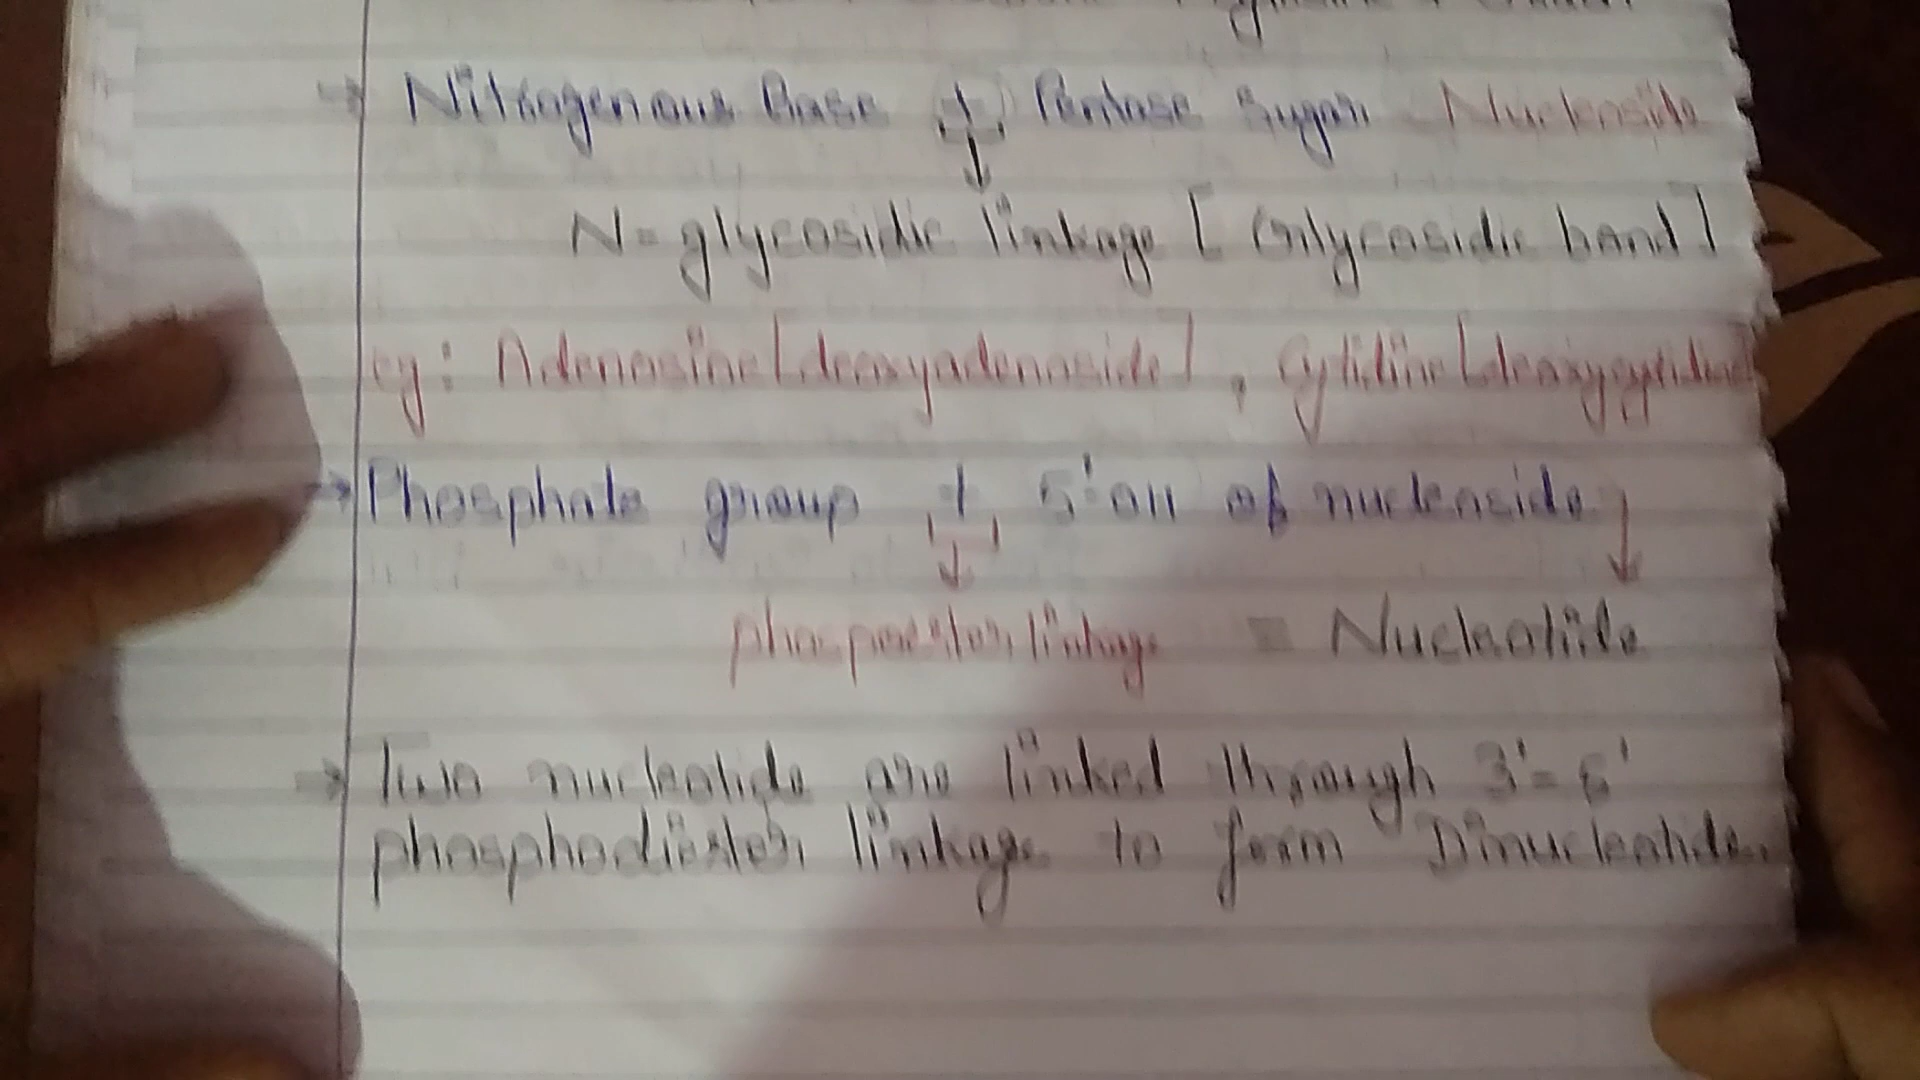 → Nitrogenous Base + Pentose Sugar = Nucleoside
↓
N-glycosidic linkage [Glycosidic bond]
eg: Adenosine [deoxyadenoside], Cytidine [deoxycytidine]
→ Phosphate group + 5'-OH of nucleoside
↓ ↓
phospoester linkage = Nucleotide
→ Two nucleotide are linked through 3'-5'
phosphodiester linkage to form Dinucleotide.